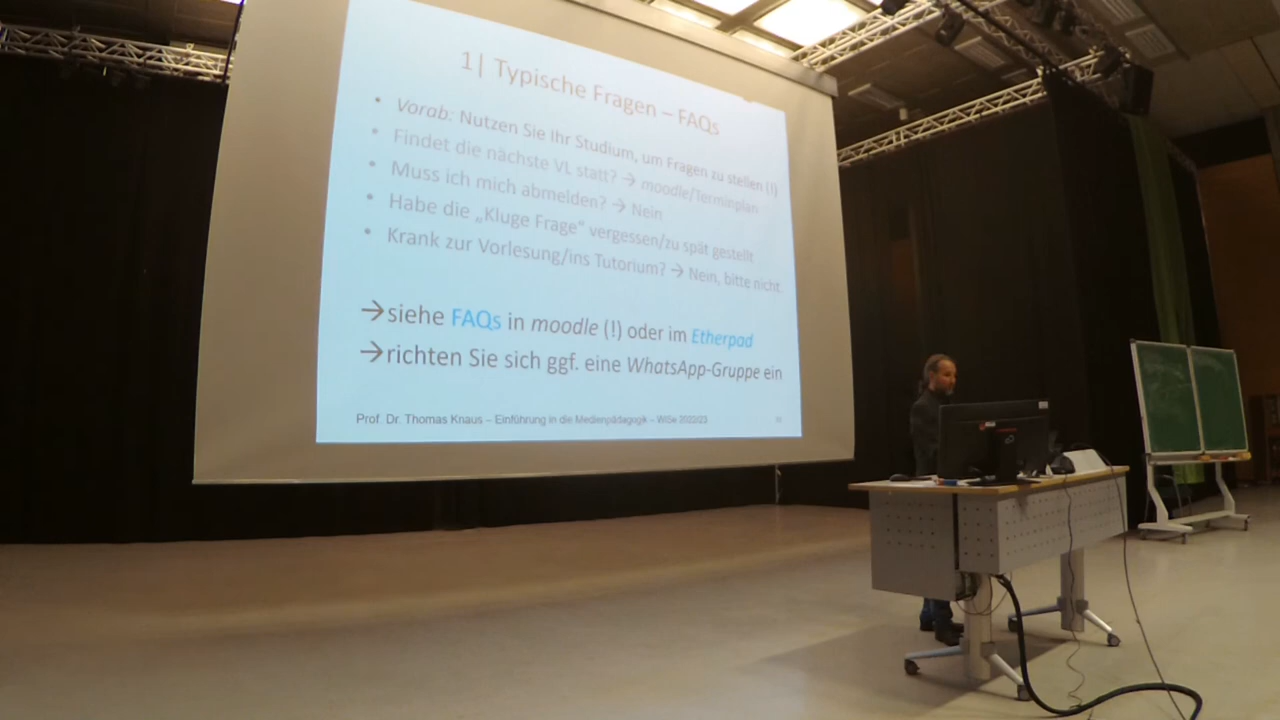 1| Typische Fragen – FAQs
• Vorab: Nutzen Sie Ihr Studium, um Fragen zu stellen (!)
• Findet die nächste VL statt? → moodle/Terminplan
• Muss ich mich abmelden? → Nein
• Habe die „Kluge Frage“ vergessen/zu spät gestellt
• Krank zur Vorlesung/ins Tutorium? → Nein, bitte nicht.
→siehe FAQs in moodle (!) oder im Etherpad
→richten Sie sich ggf. eine WhatsApp-Gruppe ein
Prof. Dr. Thomas Knaus – Einführung in die Medienpädagogik – WiSe 2022/23